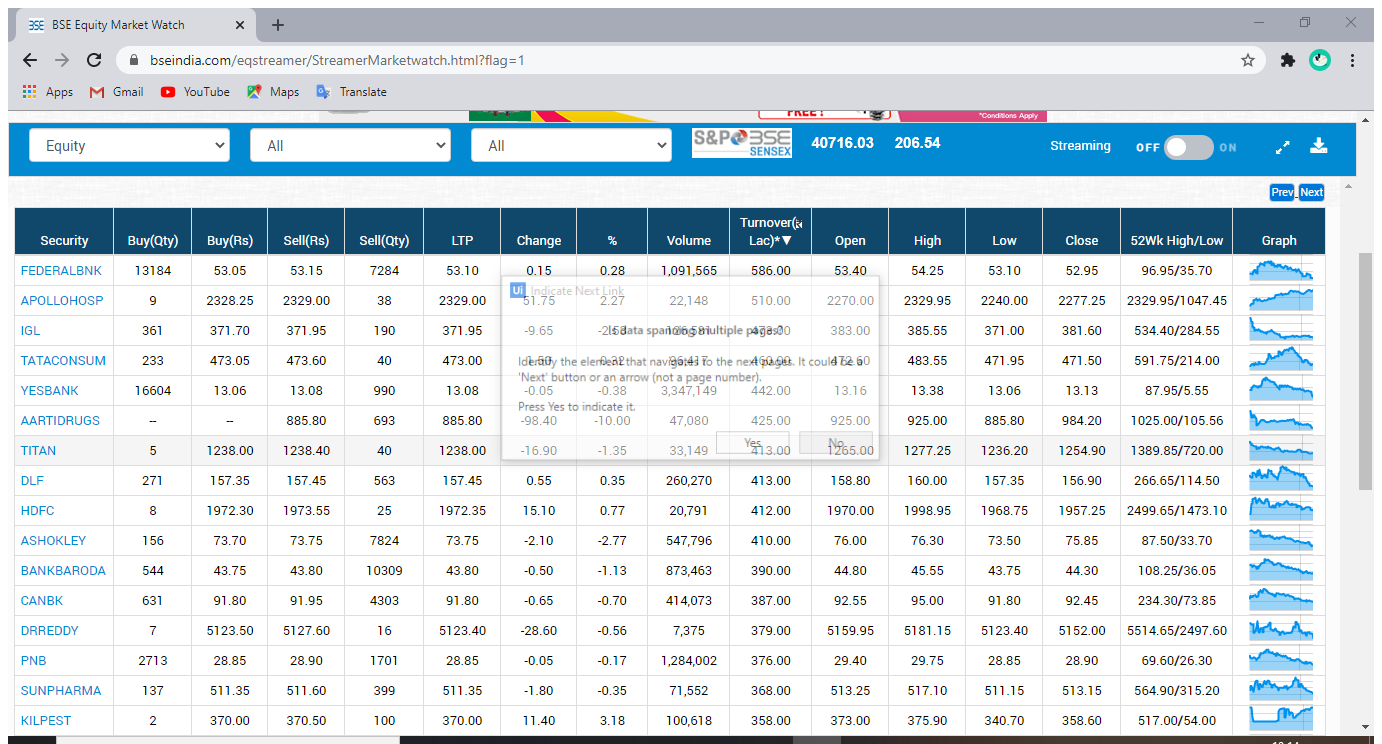 BSE Equity Market Watch
bseindia.com/eqstreamer/StreamerMarketwatch.html?flag=1
Apps Gmail YouTube Maps Translate
FREE! *Conditions Apply
Equity All All S&P BSE SENSEX 40716.03 206.54 Streaming OFF ON
Prev Next
Security Buy(Qty) Buy(Rs) Sell(Rs) Sell(Qty) LTP Change % Volume Turnover( Lac)*▼ Open High Low Close 52Wk High/Low Graph
FEDERALBNK 13184 53.05 53.15 7284 53.10 0.15 0.28 1,091,565 586.00 53.40 54.25 53.10 52.95 96.95/35.70
APOLLOHOSP 9 2328.25 2329.00 38 2329.00 51.75 2.27 22,148 510.00 2270.00 2329.95 2240.00 2277.25 2329.95/1047.45
IGL 361 371.70 371.95 190 371.95 -9.65 383.00 385.55 371.00 381.60 534.40/284.55
TATACONSUM 233 473.05 473.60 40 473.00 483.55 471.95 471.50 591.75/214.00
YESBANK 16604 13.06 13.08 990 13.08 -0.05 -0.38 3,347,149 442.00 13.16 13.38 13.06 13.13 87.95/5.55
AARTIDRUGS -- -- 885.80 693 885.80 -98.40 -10.00 47,080 425.00 925.00 925.00 885.80 984.20 1025.00/105.56
TITAN 5 1238.00 1238.40 40 1238.00 -16.90 -1.35 33,149 413.00 1265.00 1277.25 1236.20 1254.90 1389.85/720.00
DLF 271 157.35 157.45 563 157.45 0.55 0.35 260,270 413.00 158.80 160.00 157.35 156.90 266.65/114.50
HDFC 8 1972.30 1973.55 25 1972.35 15.10 0.77 20,791 412.00 1970.00 1998.95 1968.75 1957.25 2499.65/1473.10
ASHOKLEY 156 73.70 73.75 7824 73.75 -2.10 -2.77 547,796 410.00 76.00 76.30 73.50 75.85 87.50/33.70
BANKBARODA 544 43.75 43.80 10309 43.80 -0.50 -1.13 873,463 390.00 44.80 45.55 43.75 44.30 108.25/36.05
CANBK 631 91.80 91.95 4303 91.80 -0.65 -0.70 414,073 387.00 92.55 95.00 91.80 92.45 234.30/73.85
DRREDDY 7 5123.50 5127.60 16 5123.40 -28.60 -0.56 7,375 379.00 5159.95 5181.15 5123.40 5152.00 5514.65/2497.60
PNB 2713 28.85 28.90 1701 28.85 -0.05 -0.17 1,284,002 376.00 29.40 29.75 28.85 28.90 69.60/26.30
SUNPHARMA 137 511.35 511.60 399 511.35 -1.80 -0.35 71,552 368.00 513.25 517.10 511.15 513.15 564.90/315.20
KILPEST 2 370.00 370.50 100 370.00 11.40 3.18 100,618 358.00 373.00 375.90 340.70 358.60 517.00/54.00
Ui Indicate Next Link
Is data spanning multiple pages?
Identify the element that navigates to the next pages. It could be a
'Next' button or an arrow (not a page number).
Press Yes to indicate it.
Yes No